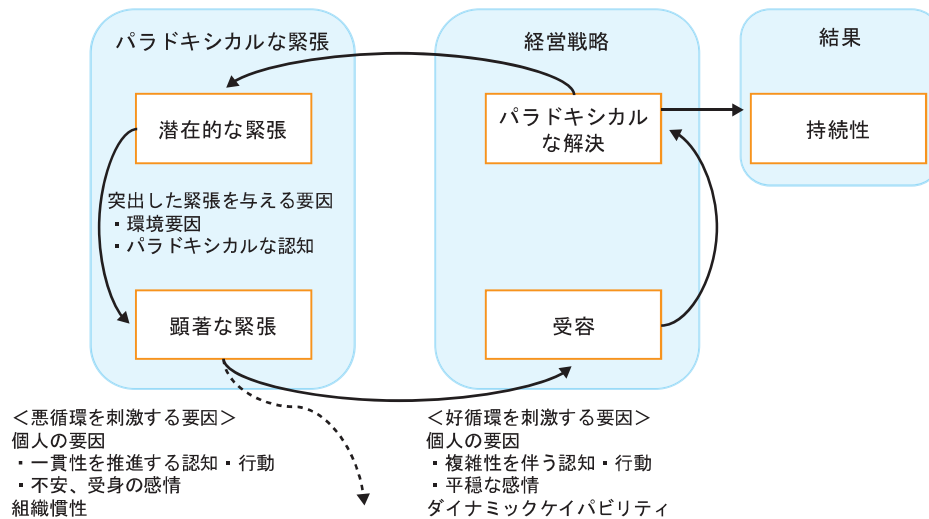 パラドキシカルな緊張
潜在的な緊張
突出した緊張を与える要因
・環境要因
・パラドキシカルな認知
顕著な緊張
経営戦略
パラドキシカル
な解決
受容
結果
持続性
＜悪循環を刺激する要因＞
個人の要因
・一貫性を推進する認知・行動
・不安、受身の感情
組織慣性
＜好循環を刺激する要因＞
個人の要因
・複雑性を伴う認知・行動
・平穏な感情
ダイナミックケイパビリティ